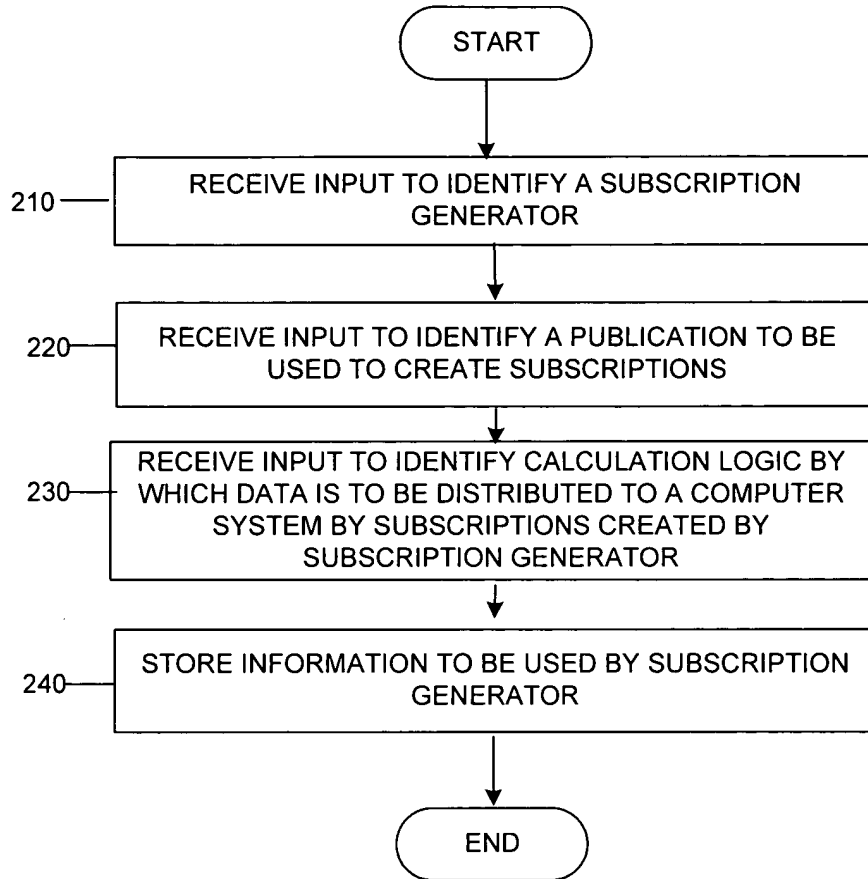 START
210
RECEIVE INPUT TO IDENTIFY A SUBSCRIPTION
GENERATOR
220
RECEIVE INPUT TO IDENTIFY A PUBLICATION TO BE
USED TO CREATE SUBSCRIPTIONS
230
RECEIVE INPUT TO IDENTIFY CALCULATION LOGIC BY
WHICH DATA IS TO BE DISTRIBUTED TO A COMPUTER
SYSTEM BY SUBSCRIPTIONS CREATED BY
SUBSCRIPTION GENERATOR
240
STORE INFORMATION TO BE USED BY SUBSCRIPTION
GENERATOR
END